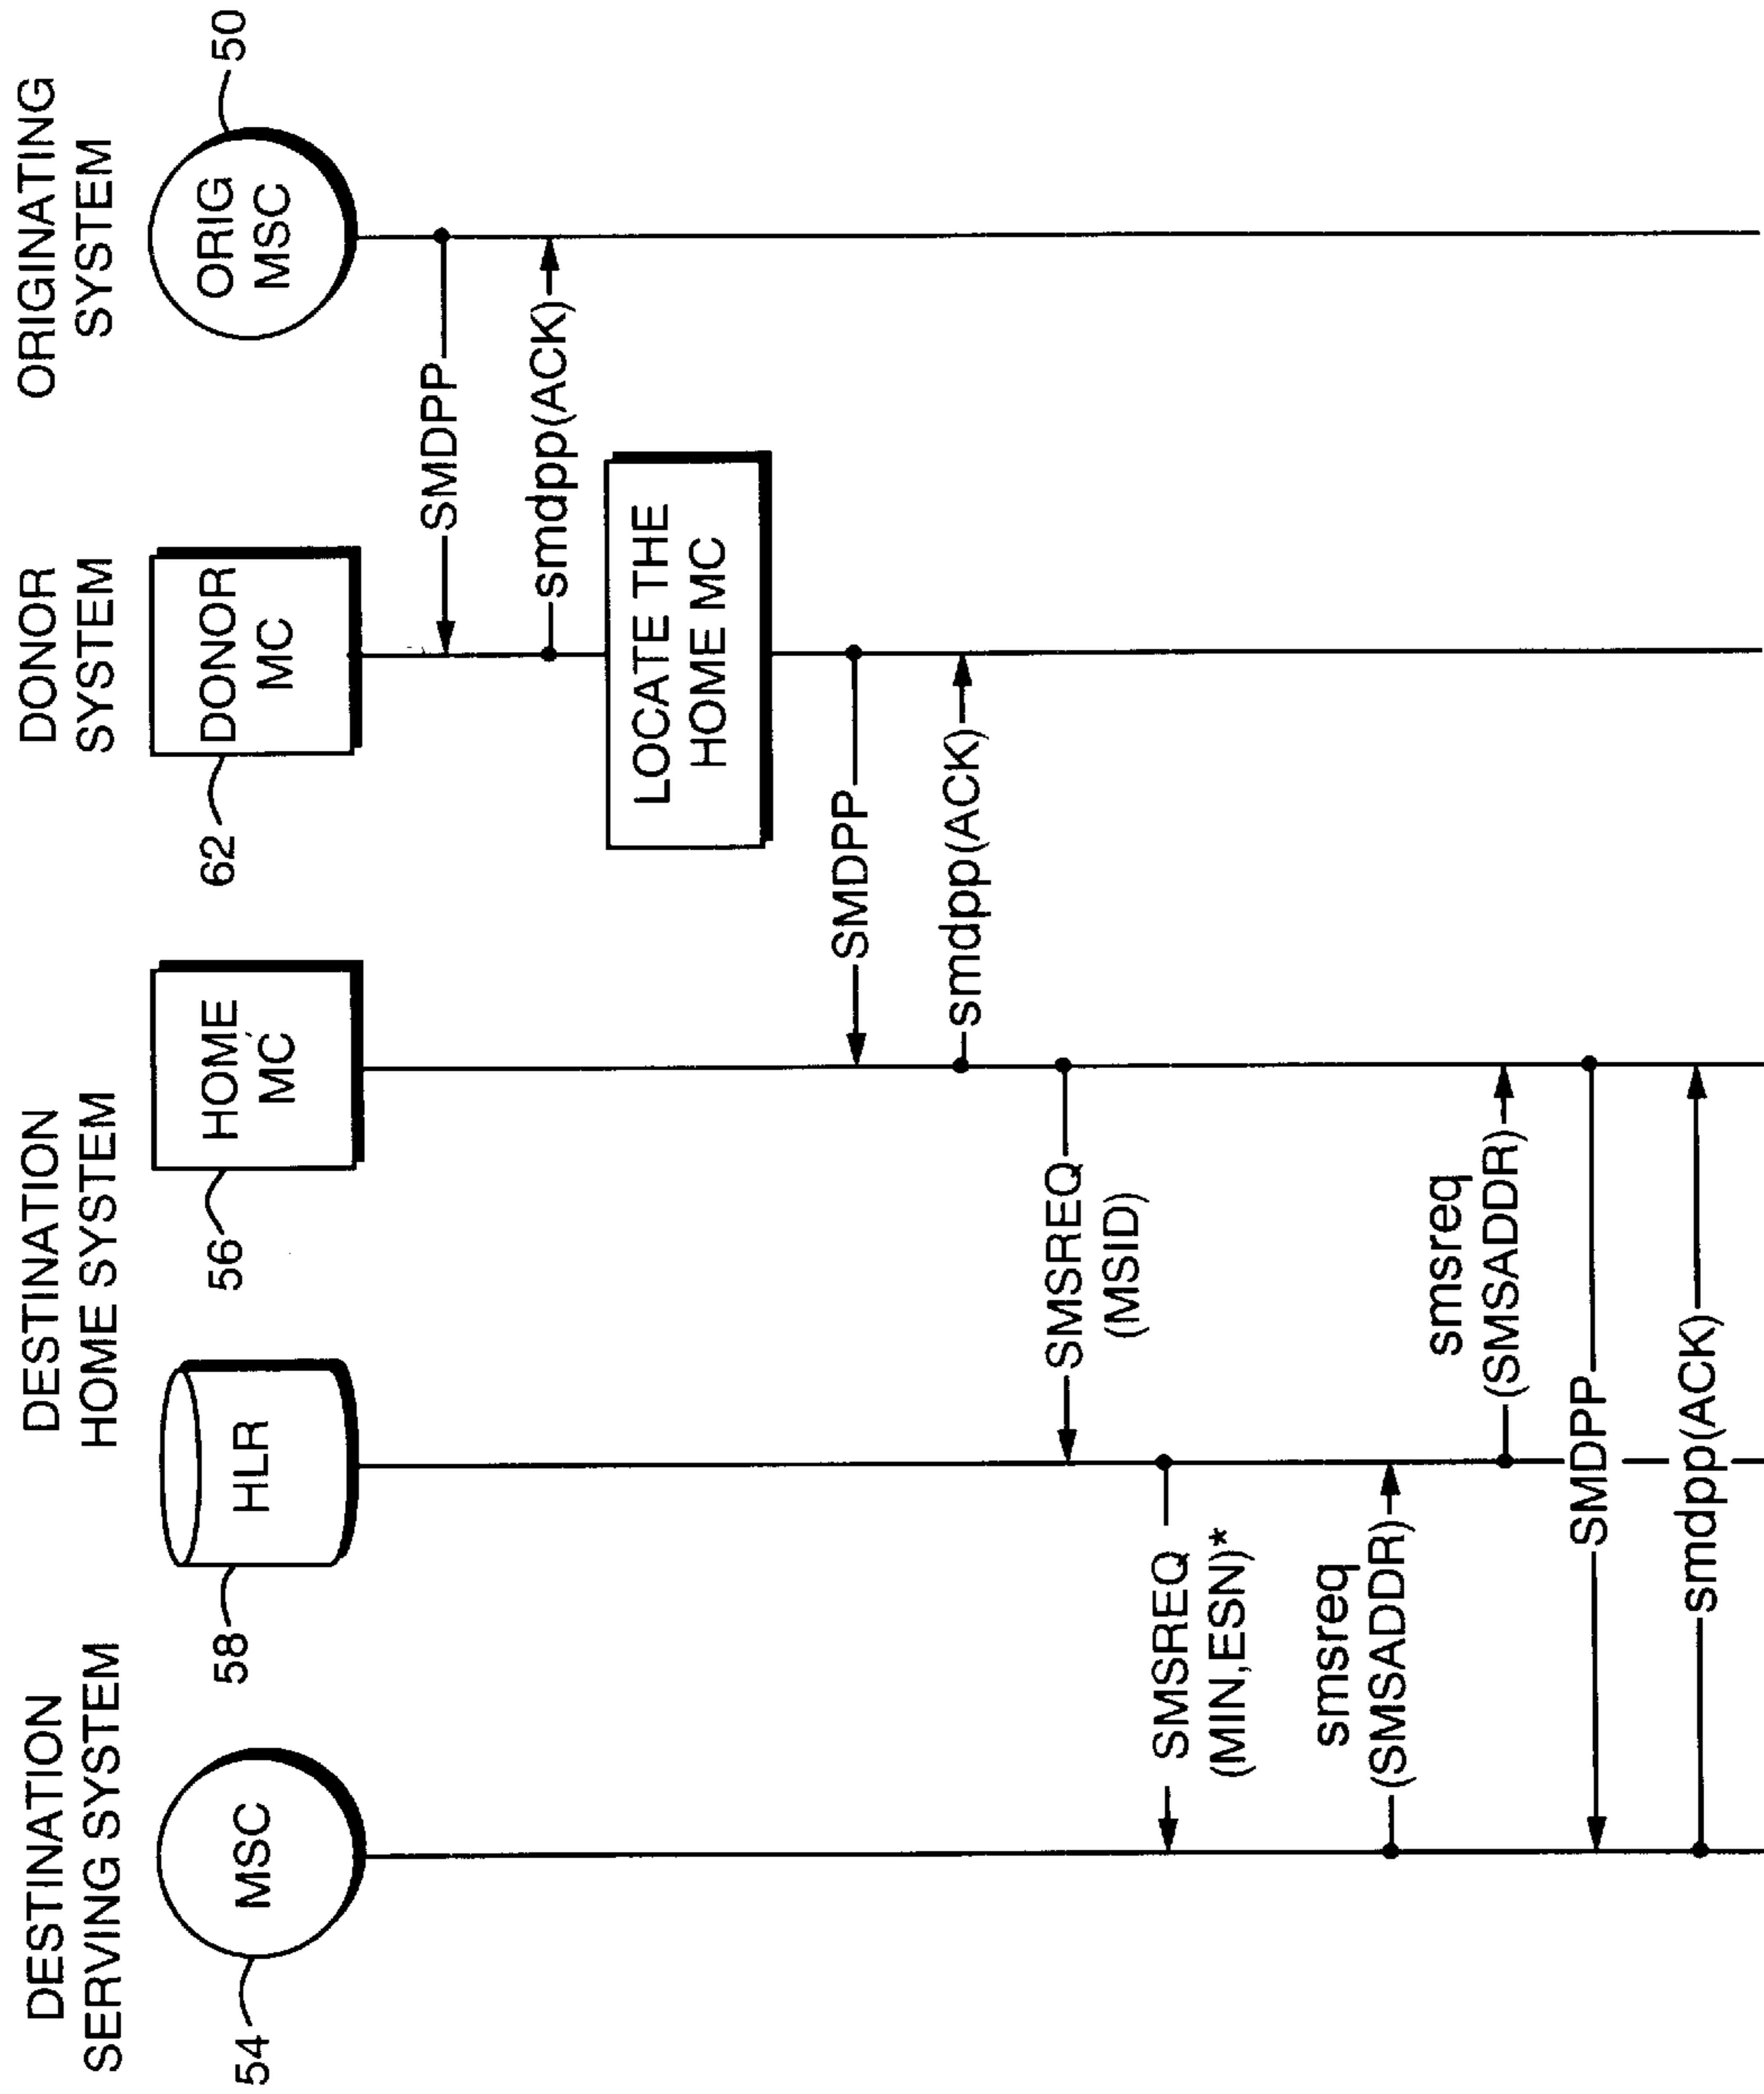 DESTINATION
SERVING SYSTEM
DESTINATION
HOME SYSTEM
DONOR
SYSTEM
ORIGINATING
SYSTEM
MSC
54
HLR
58
HOME
MC
56
DONOR
MC
62
ORIG
MSC
50
SMDPP
smdpp(ACK)
LOCATE THE
HOME MC
SMDPP
smdpp(ACK)
SMSREQ
(MSID)
SMSREQ
(MIN,ESN)*
smsreq
(SMSADDR)
smsreq
(SMSADDR)
SMDPP
smdpp(ACK)